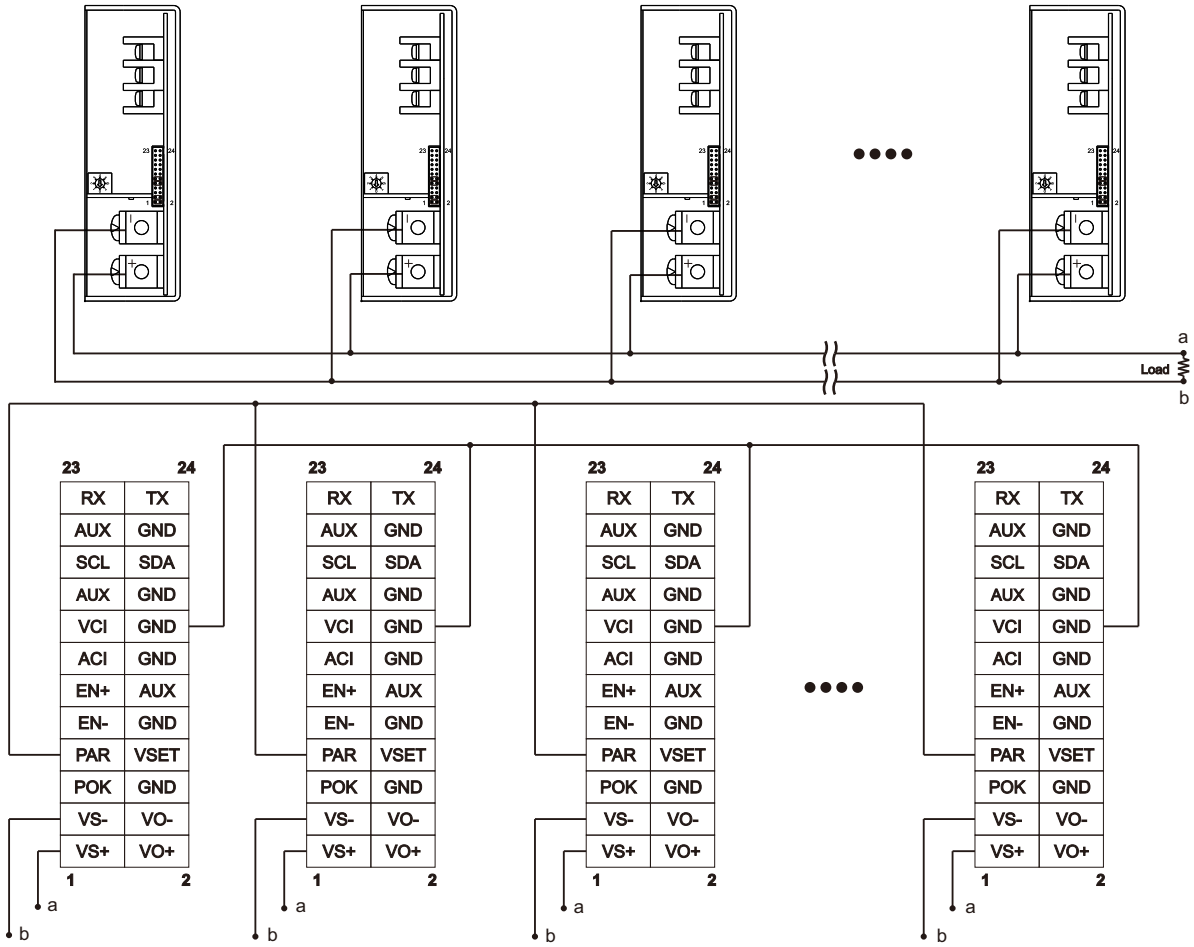 23 24 23 24 23 24 23 24
1 2 1 2 1 2 1 2
- - - -
+ + + +
a
Load
b
23 24 23 24 23 24 23 24
RX TX RX TX RX TX RX TX
AUX GND AUX GND AUX GND AUX GND
SCL SDA SCL SDA SCL SDA SCL SDA
AUX GND AUX GND AUX GND AUX GND
VCI GND VCI GND VCI GND VCI GND
ACI GND ACI GND ACI GND ACI GND
EN+ AUX EN+ AUX EN+ AUX EN+ AUX
EN- GND EN- GND EN- GND EN- GND
PAR VSET PAR VSET PAR VSET PAR VSET
POK GND POK GND POK GND POK GND
VS- VO- VS- VO- VS- VO- VS- VO-
VS+ VO+ VS+ VO+ VS+ VO+ VS+ VO+
1 2 1 2 1 2 1 2
a a a a
b b b b